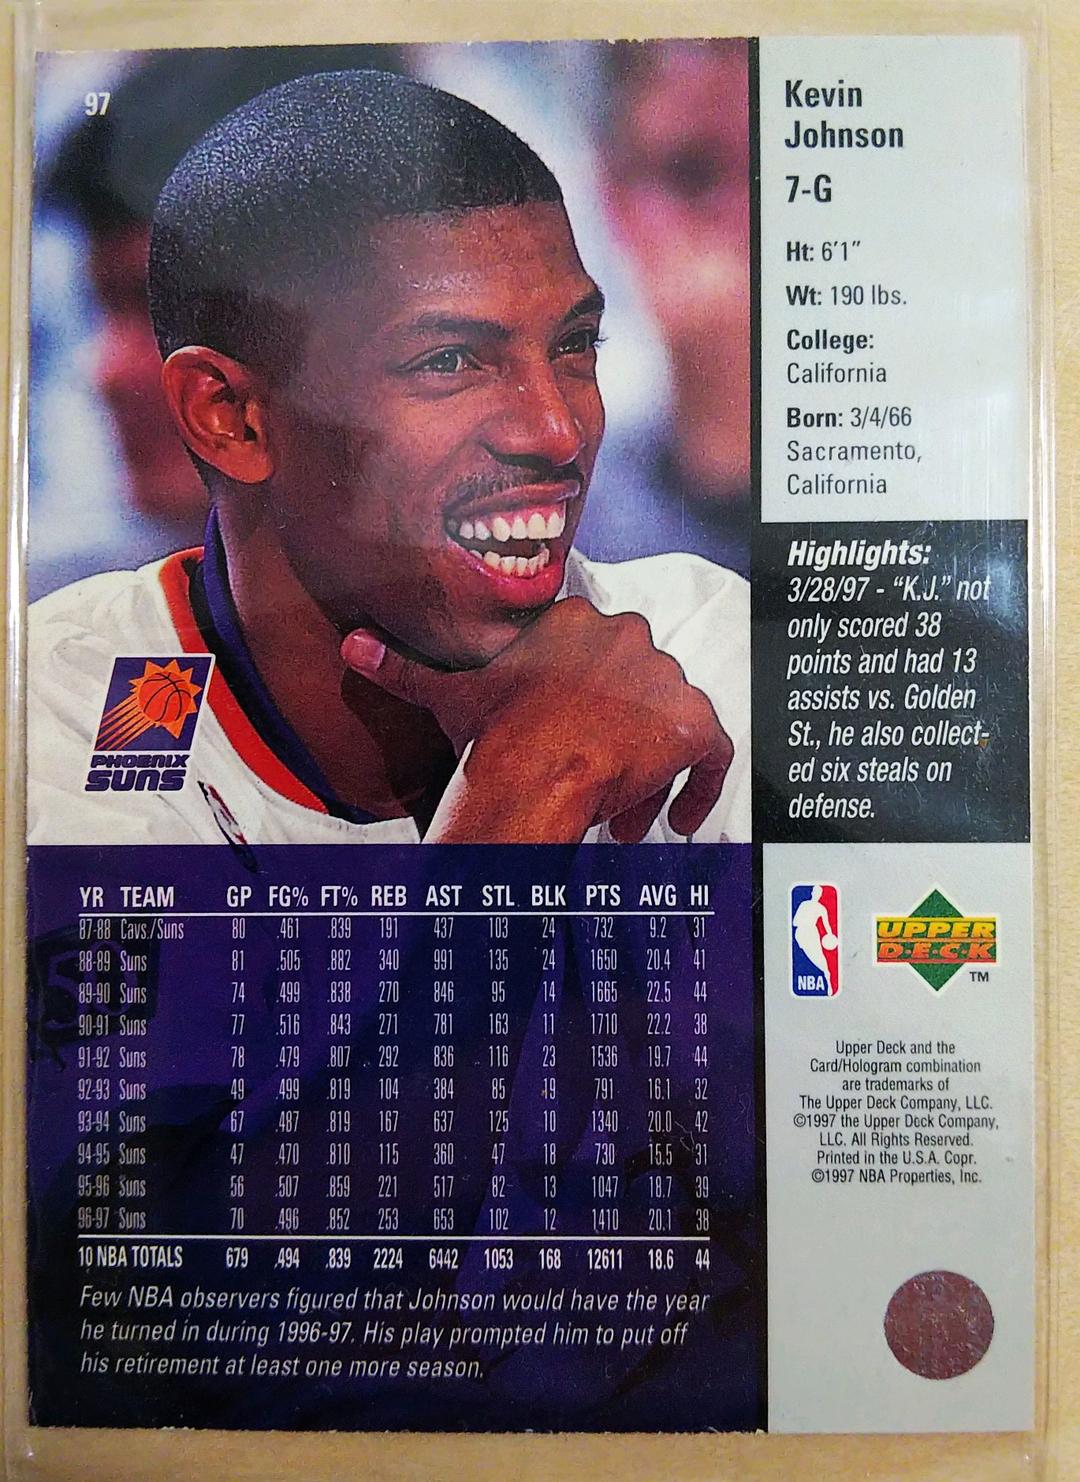 97
Kevin
Johnson
7-G
Ht: 6'1"
Wt: 190 lbs.
College:
California
Born: 3/4/66
Sacramento,
California
Highlights:
3/28/97 - "K.J." not
only scored 38
points and had 13
assists vs. Golden
St., he also collect-
ed six steals on
defense.
PHOENIX
SUNS
YR TEAM GP FG% FT% REB AST STL BLK PTS AVG HI
87-88 Cavs./Suns 80 .461 .839 191 437 103 24 732 9.2 31
88-89 Suns 81 .505 .882 340 991 135 24 1650 20.4 41
89-90 Suns 74 .499 .838 270 846 95 14 1665 22.5 44
90-91 Suns 77 .516 .843 271 781 163 11 1710 22.2 38
91-92 Suns 78 .479 .807 292 836 116 23 1536 19.7 44
92-93 Suns 49 .499 .819 104 384 85 19 791 16.1 32
93-94 Suns 67 .487 .819 167 637 125 10 1340 20.0 42
94-95 Suns 47 .470 .810 115 360 47 18 730 15.5 31
95-96 Suns 56 .507 .859 221 517 82 13 1047 18.7 39
96-97 Suns 70 .496 .852 253 653 102 12 1410 20.1 38
10 NBA TOTALS 679 .494 .839 2224 6442 1053 168 12611 18.6 44
Few NBA observers figured that Johnson would have the year
he turned in during 1996-97. His play prompted him to put off
his retirement at least one more season.
NBA
UPPER
D·E·C·K
TM
Upper Deck and the
Card/Hologram combination
are trademarks of
The Upper Deck Company, LLC.
©1997 the Upper Deck Company,
LLC. All Rights Reserved.
Printed in the U.S.A. Copr.
©1997 NBA Properties, Inc.